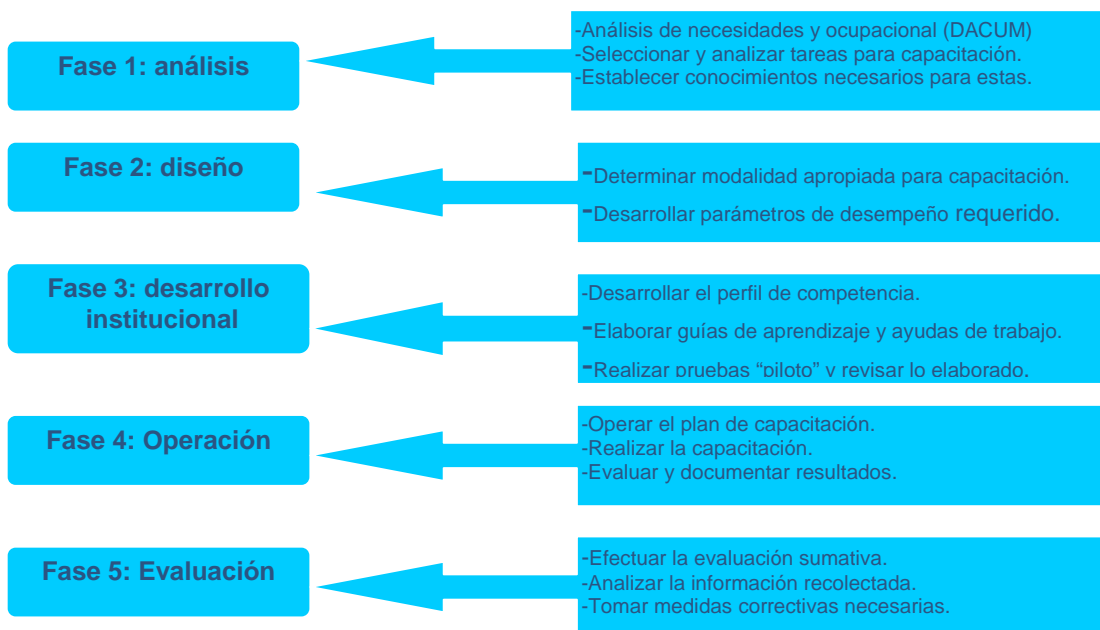 Fase 1: análisis
-Análisis de necesidades y ocupacional (DACUM)
-Seleccionar y analizar tareas para capacitación.
-Establecer conocimientos necesarios para estas.
Fase 2: diseño
-Determinar modalidad apropiada para capacitación.
-Desarrollar parámetros de desempeño requerido.
Fase 3: desarrollo
institucional
-Desarrollar el perfil de competencia.
-Elaborar guías de aprendizaje y ayudas de trabajo.
-Realizar pruebas “piloto” y revisar lo elaborado.
Fase 4: Operación
-Operar el plan de capacitación.
-Realizar la capacitación.
-Evaluar y documentar resultados.
Fase 5: Evaluación
-Efectuar la evaluación sumativa.
-Analizar la información recolectada.
-Tomar medidas correctivas necesarias.